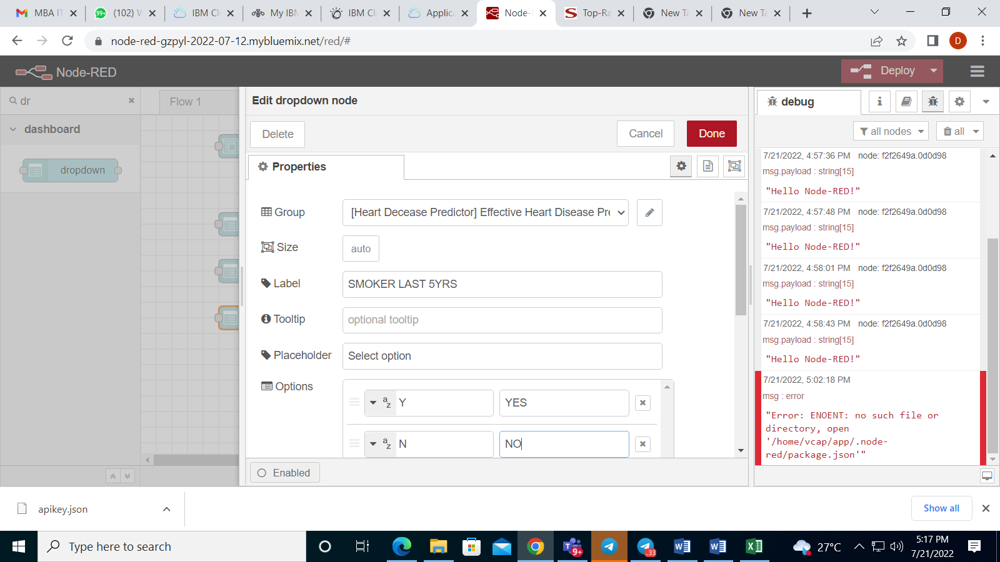 MBA IT
(102) W
IBM Cl
My IBM
IBM Cl
Applica
Node-
Top-Ra
New Ta
New Ta
node-red-gzpyl-2022-07-12.mybluemix.net/red/#
D
Node-RED
Deploy
dr
Flow 1
dashboard
dropdown
Edit dropdown node
Delete
Cancel
Done
Properties
Group
[Heart Decease Predictor] Effective Heart Disease Pre
Size
auto
Label
SMOKER LAST 5YRS
Tooltip
optional tooltip
Placeholder
Select option
Options
Y
YES
N
NO
Enabled
debug
all nodes
all
7/21/2022, 4:57:36 PM node: f2f2649a.0d0d98
msg.payload : string[15]
"Hello Node-RED!"
7/21/2022, 4:57:48 PM node: f2f2649a.0d0d98
msg.payload : string[15]
"Hello Node-RED!"
7/21/2022, 4:58:01 PM node: f2f2649a.0d0d98
msg.payload : string[15]
"Hello Node-RED!"
7/21/2022, 4:58:43 PM node: f2f2649a.0d0d98
msg.payload : string[15]
"Hello Node-RED!"
7/21/2022, 5:02:18 PM
msg : error
"Error: ENOENT: no such file or
directory, open
'/home/vcap/app/.node-
red/package.json'"
apikey.json
Show all
Type here to search
9+
33
27°C
5:17 PM
7/21/2022